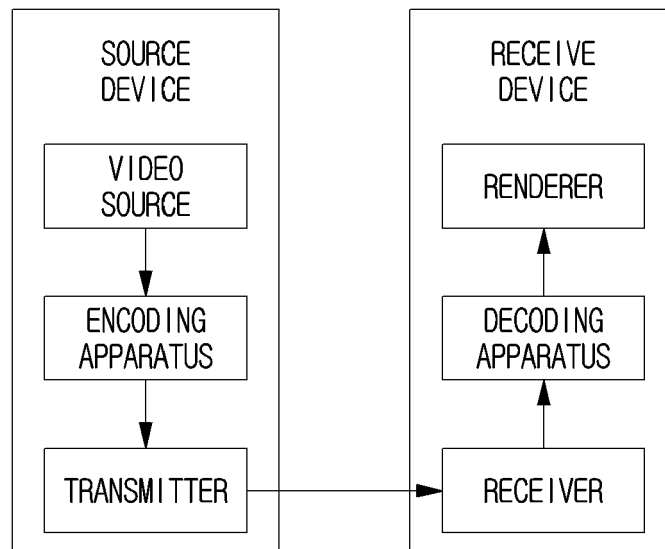 SOURCE
DEVICE
VIDEO
SOURCE
ENCODING
APPARATUS
TRANSMITTER
RECEIVE
DEVICE
RENDERER
DECODING
APPARATUS
RECEIVER